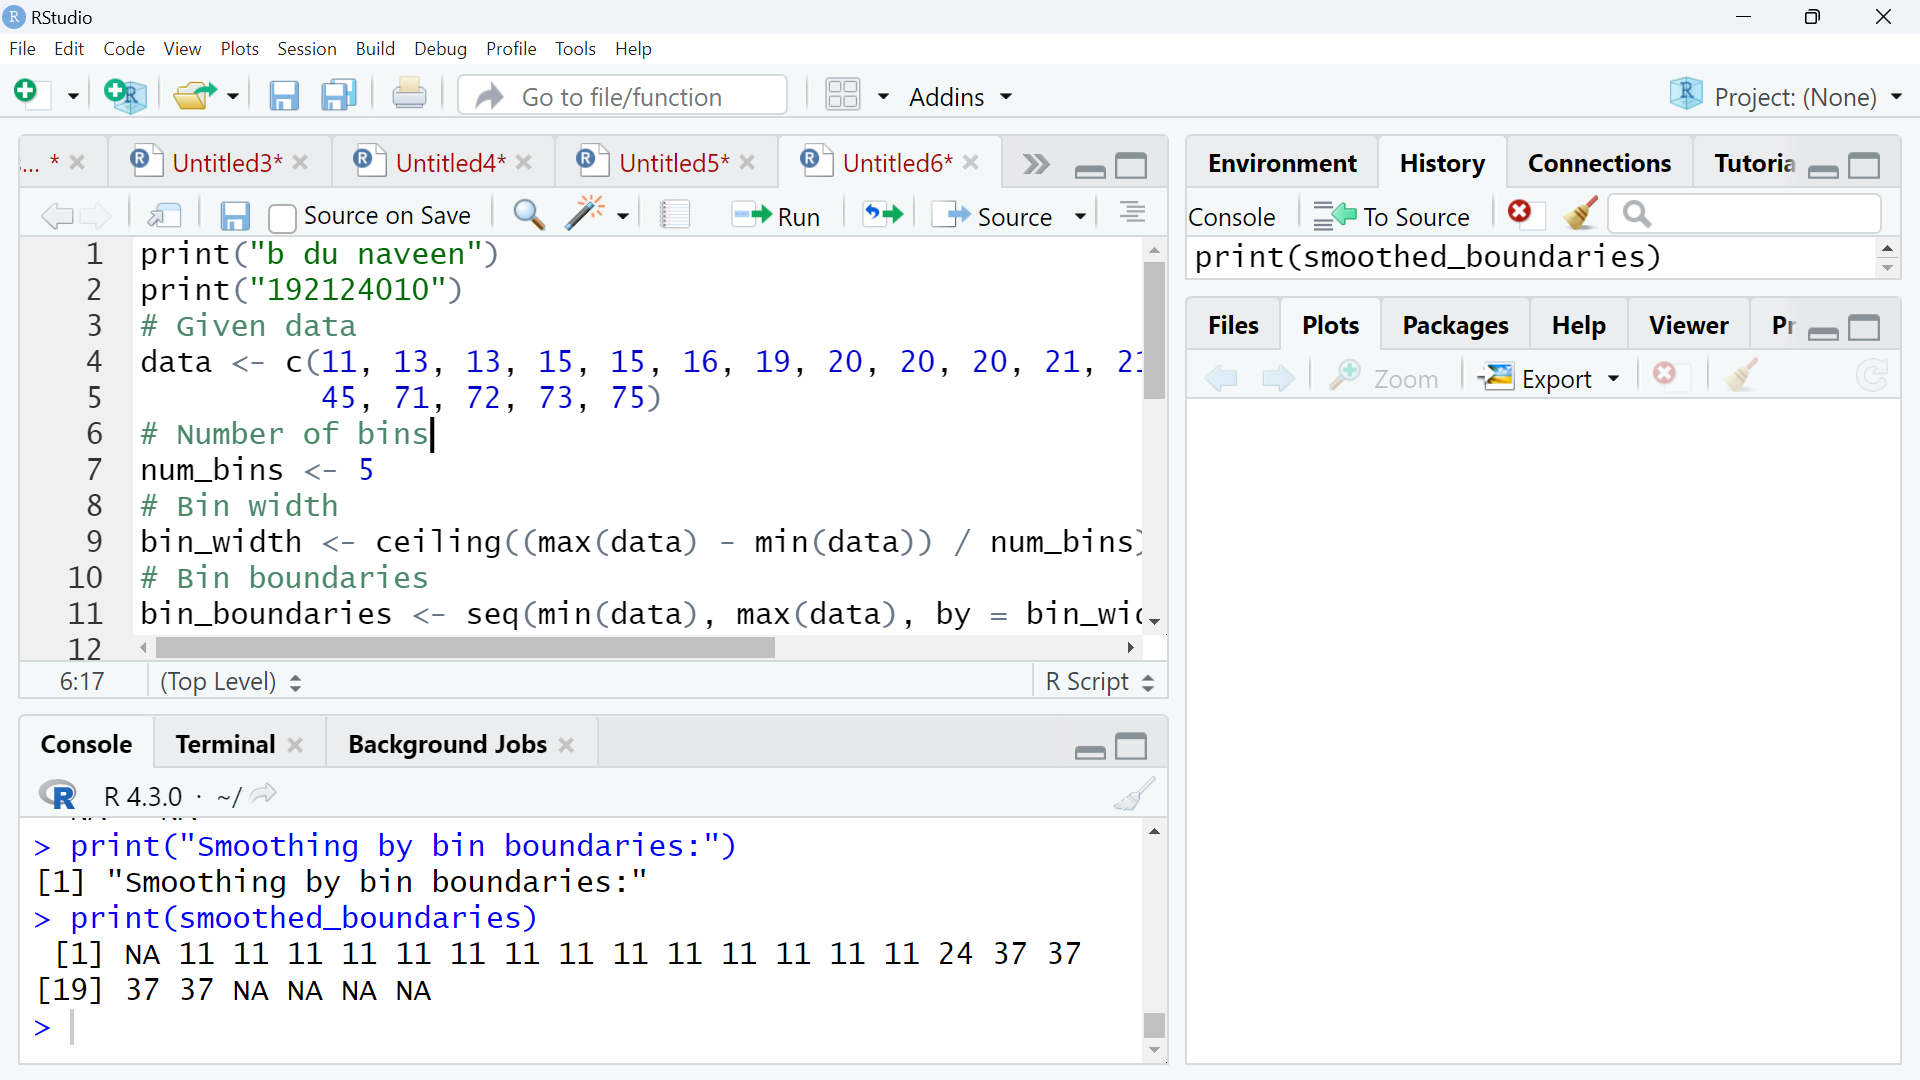 RStudio
File Edit Code View Plots Session Build Debug Profile Tools Help
Go to file/function Addins Project: (None)
... * Untitled3* Untitled4* Untitled5* Untitled6*
Source on Save Run Source
1 print("b du naveen")
2 print("192124010")
3 # Given data
4 data <- c(11, 13, 13, 15, 15, 16, 19, 20, 20, 20, 21,
5 45, 71, 72, 73, 75)
6 # Number of bins
7 num_bins <- 5
8 # Bin width
9 bin_width <- ceiling((max(data) - min(data)) / num_bins)
10 # Bin boundaries
11 bin_boundaries <- seq(min(data), max(data), by =
12
6:17 (Top Level) R Script
Console Terminal Background Jobs
R 4.3.0 · ~/
> print("Smoothing by bin boundaries:")
[1] "Smoothing by bin boundaries:"
> print(smoothed_boundaries)
[1] NA 11 11 11 11 11 11 11 11 11 11 11 11 11 11 24 37 37
[19] 37 37 NA NA NA NA
>
Environment History Connections
Console To Source
print(smoothed_boundaries)
Files Plots Packages Help Viewer
Zoom Export